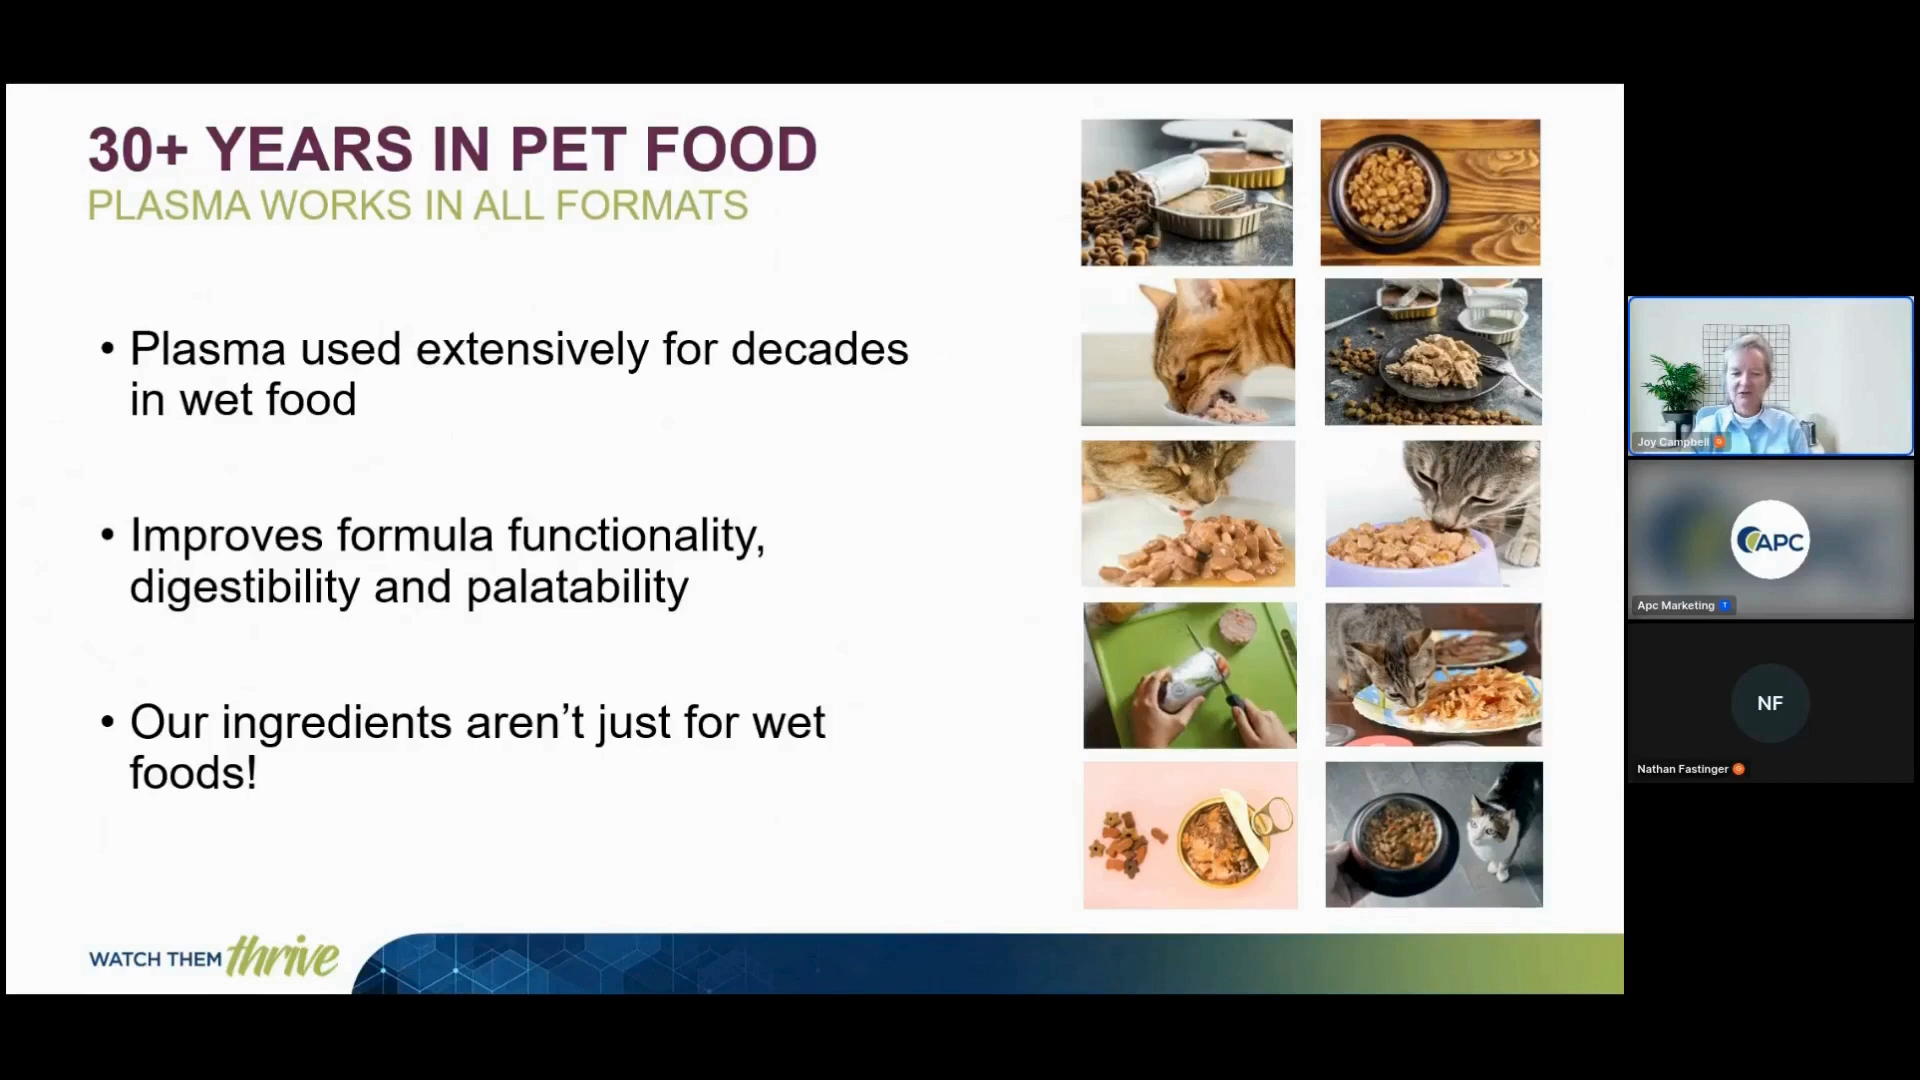 30+ YEARS IN PET FOOD
PLASMA WORKS IN ALL FORMATS
• Plasma used extensively for decades
in wet food
• Improves formula functionality,
digestibility and palatability
• Our ingredients aren’t just for wet
foods!
WATCH THEM thrive
Joy Campbell
APC
Apc Marketing T
NF
Nathan Fastinger